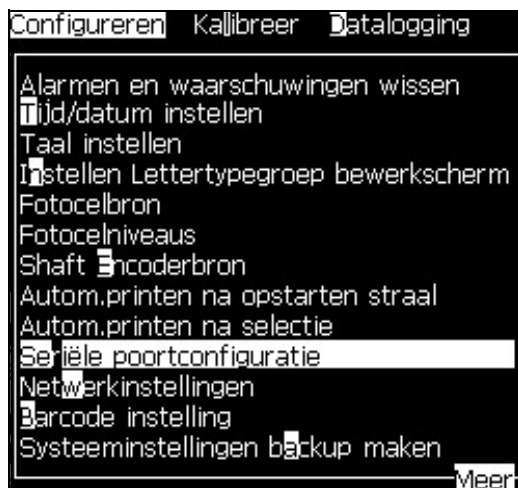 Configureren Kallibreer Datalogging
Alarmen en waarschuwingen wissen
Tijd/datum instellen
Taal instellen
Instellen Lettertypegroep bewerkscherm
Fotocelbron
Fotocelniveaus
Shaft Encoderbron
Autom.printen na opstarten straal
Autom.printen na selectie
Seriële poortconfiguratie
Netwerkinstellingen
Barcode instelling
Systeeminstellingen backup maken
Meer